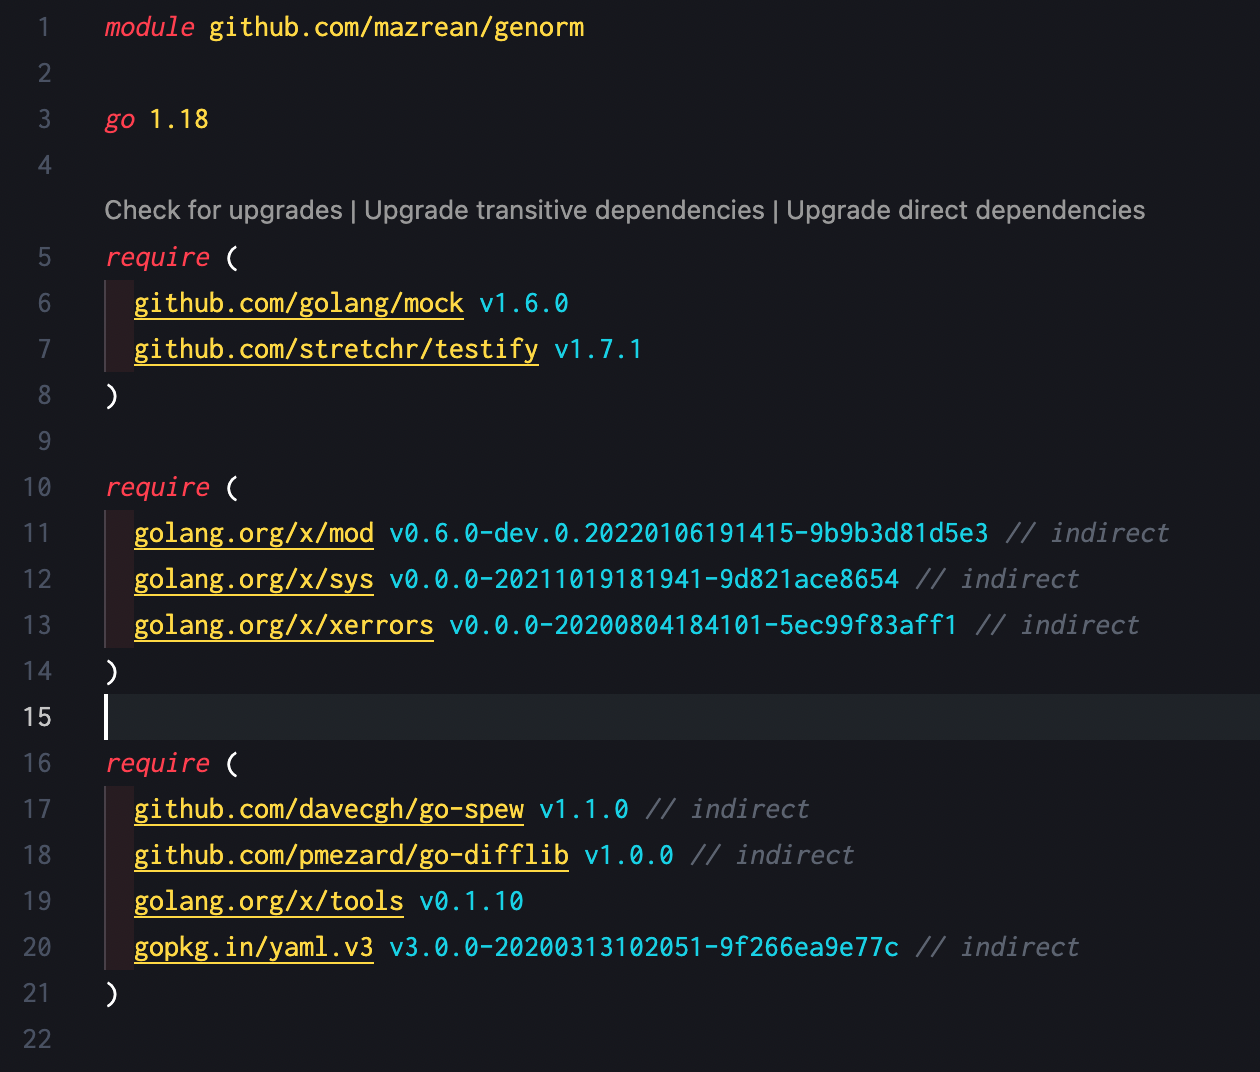 1 module github.com/mazrean/genorm
2
3 go 1.18
4
Check for upgrades | Upgrade transitive dependencies | Upgrade direct dependencies
5 require (
6 github.com/golang/mock v1.6.0
7 github.com/stretchr/testify v1.7.1
8 )
9
10 require (
11 golang.org/x/mod v0.6.0-dev.0.20220106191415-9b9b3d81d5e3 // indirect
12 golang.org/x/sys v0.0.0-20211019181941-9d821ace8654 // indirect
13 golang.org/x/xerrors v0.0.0-20200804184101-5ec99f83aff1 // indirect
14 )
15
16 require (
17 github.com/davecgh/go-spew v1.1.0 // indirect
18 github.com/pmezard/go-difflib v1.0.0 // indirect
19 golang.org/x/tools v0.1.10
20 gopkg.in/yaml.v3 v3.0.0-20200313102051-9f266ea9e77c // indirect
21 )
22